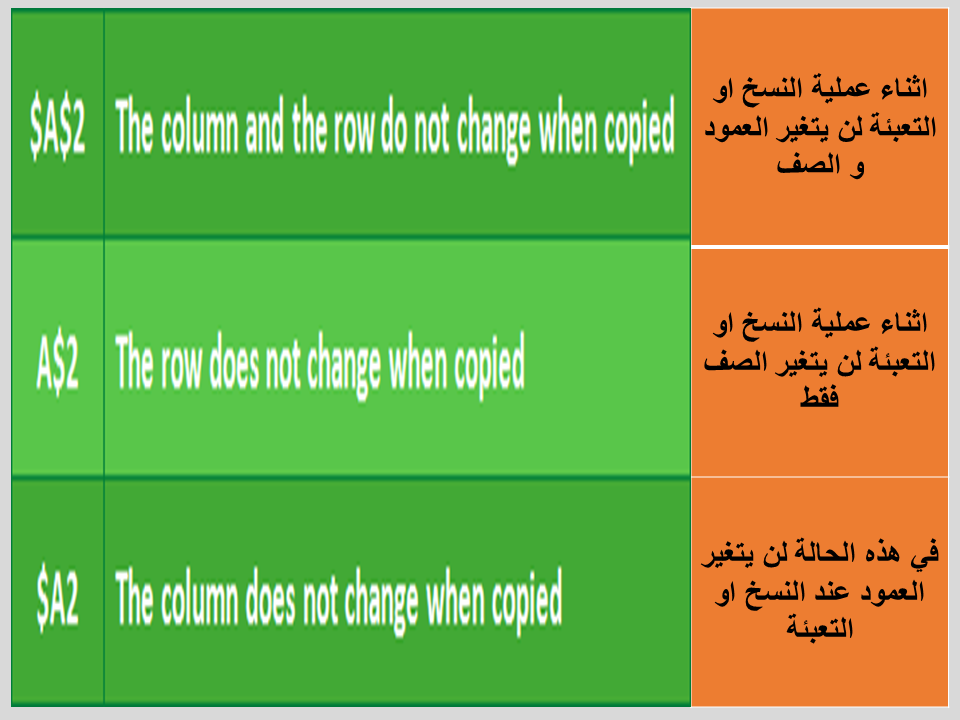 $A$2
The column and the row do not change when copied
اثناء عملية النسخ او
التعبئة لن يتغير العمود
و الصف
A$2
The row does not change when copied
اثناء عملية النسخ او
التعبئة لن يتغير الصف
فقط
$A2
The column does not change when copied
في هذه الحالة لن يتغير
العمود عند النسخ او
التعبئة